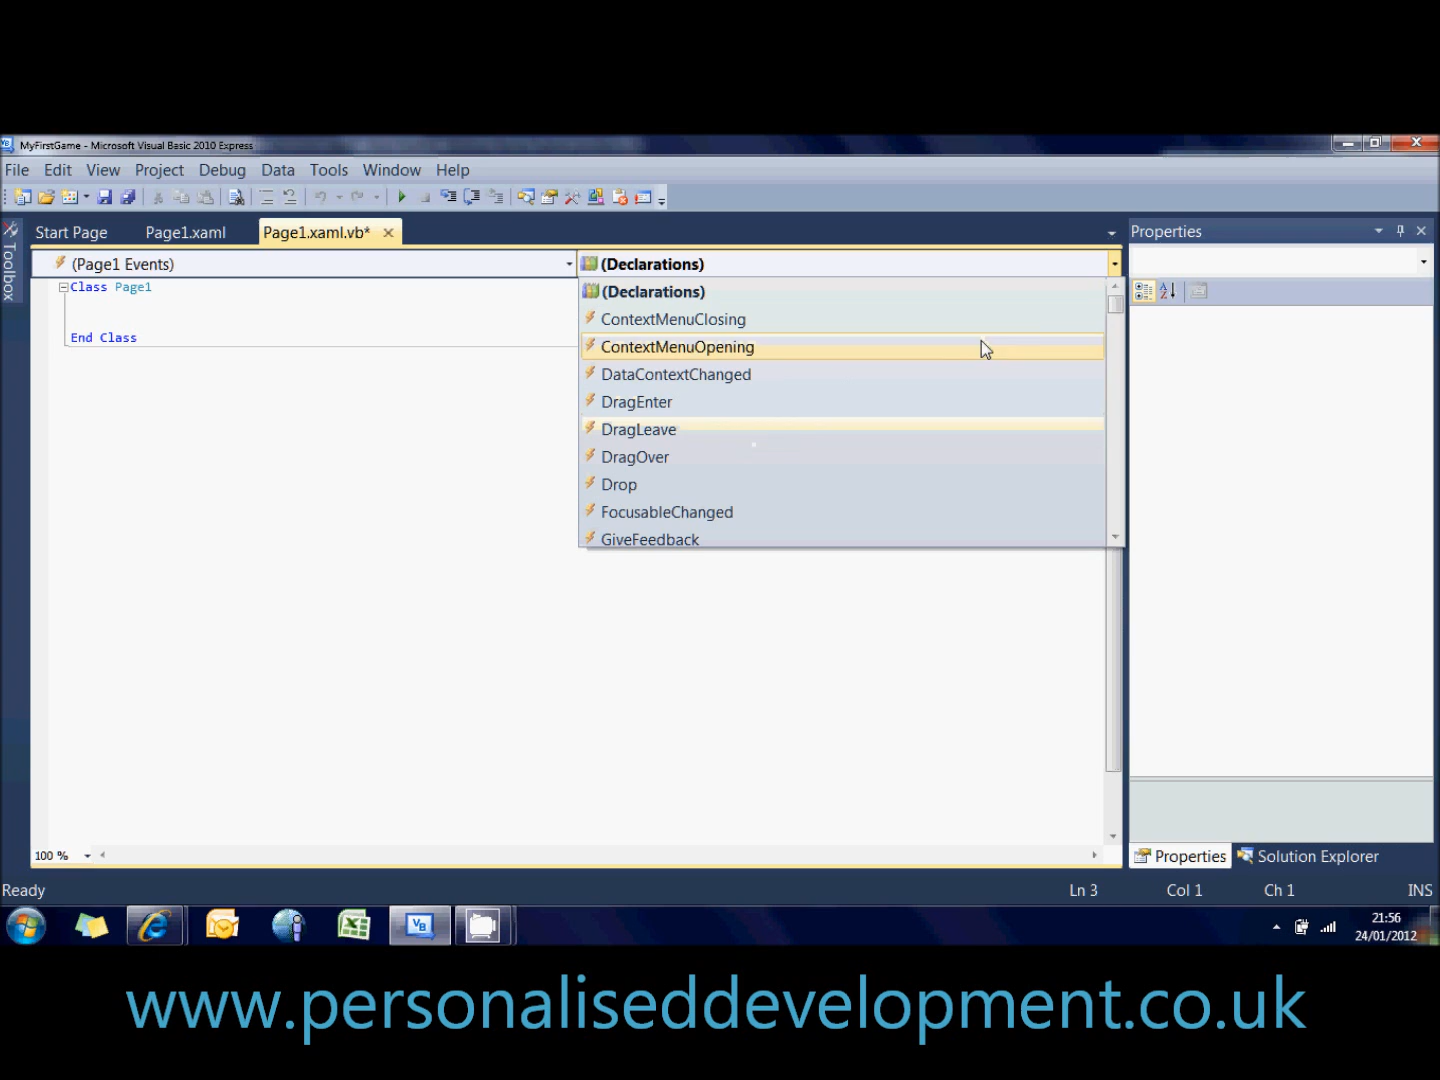 MyFirstGame - Microsoft Visual Basic 2010 Express
File Edit View Project Debug Tools Data Window Help
Start Page Page1.xaml Page1.xaml.vb*
Properties
Toolbox
(Page1 Events)
(Declarations)
Class Page1
End Class
(Declarations)
ContextMenuClosing
ContextMenuOpening
DataContextChanged
DragEnter
DragLeave
DragOver
Drop
FocusableChanged
GiveFeedback
100 %
Properties
Solution Explorer
Ready
Ln 3
Col 1
Ch 1
INS
21:56
24/01/2012
www.personaliseddevelopment.co.uk